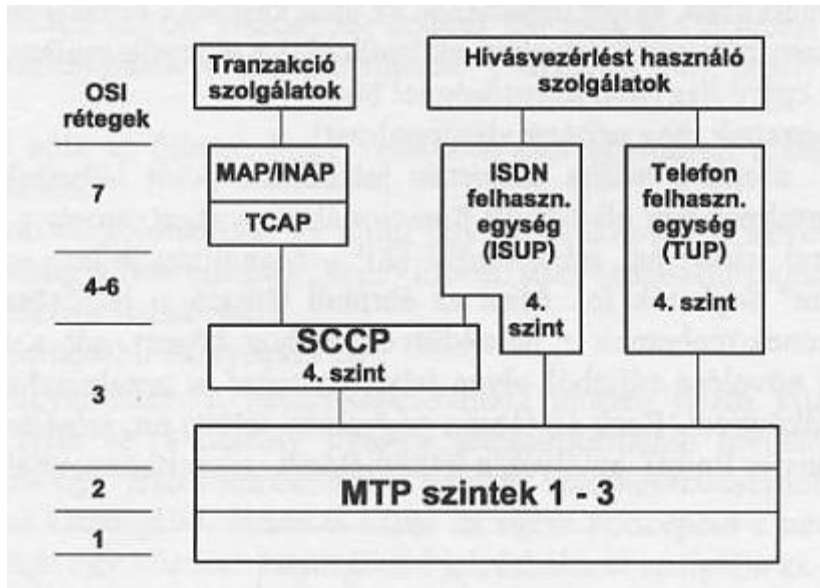 OSI
rétegek
7
4-6
3
2
1
Tranzakció
szolgálatok
Hívásvezérlést használó
szolgálatok
MAP/INAP
TCAP
ISDN
felhaszn.
egység
(ISUP)
4.
szint
Telefon
felhaszn.
egység
(TUP)
4. szint
SCCP
4. szint
MTP szintek 1 - 3